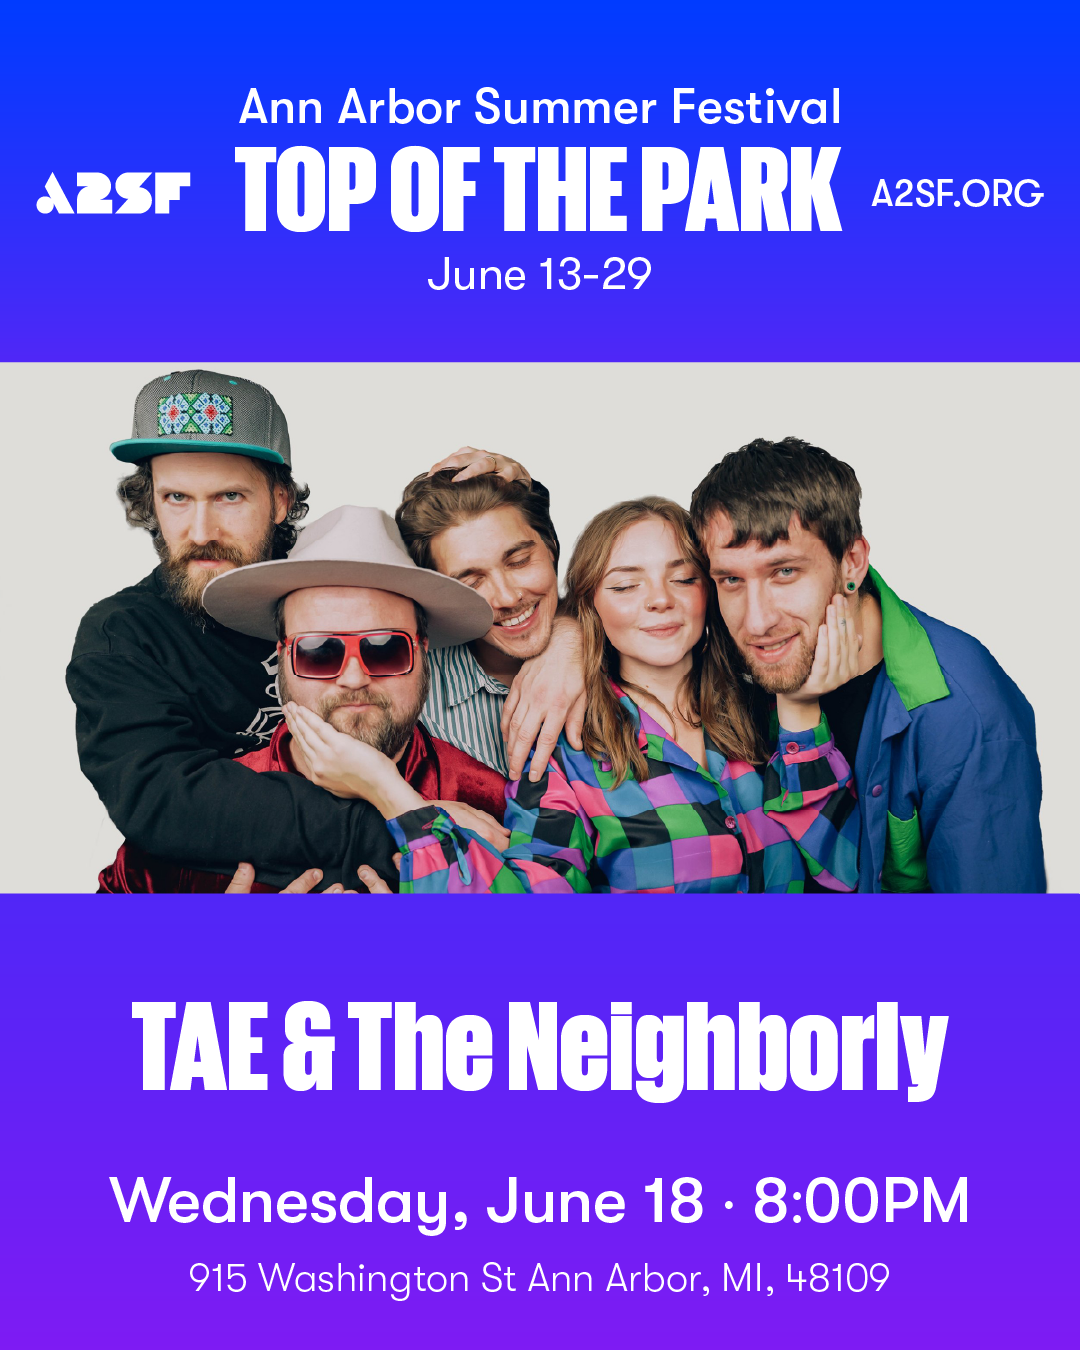 Ann Arbor Summer Festival
A2SF
TOP OF THE PARK
A2SF.ORG
June 13-29
TAE & The Neighborly
Wednesday, June 18 · 8:00PM
915 Washington St Ann Arbor, MI, 48109